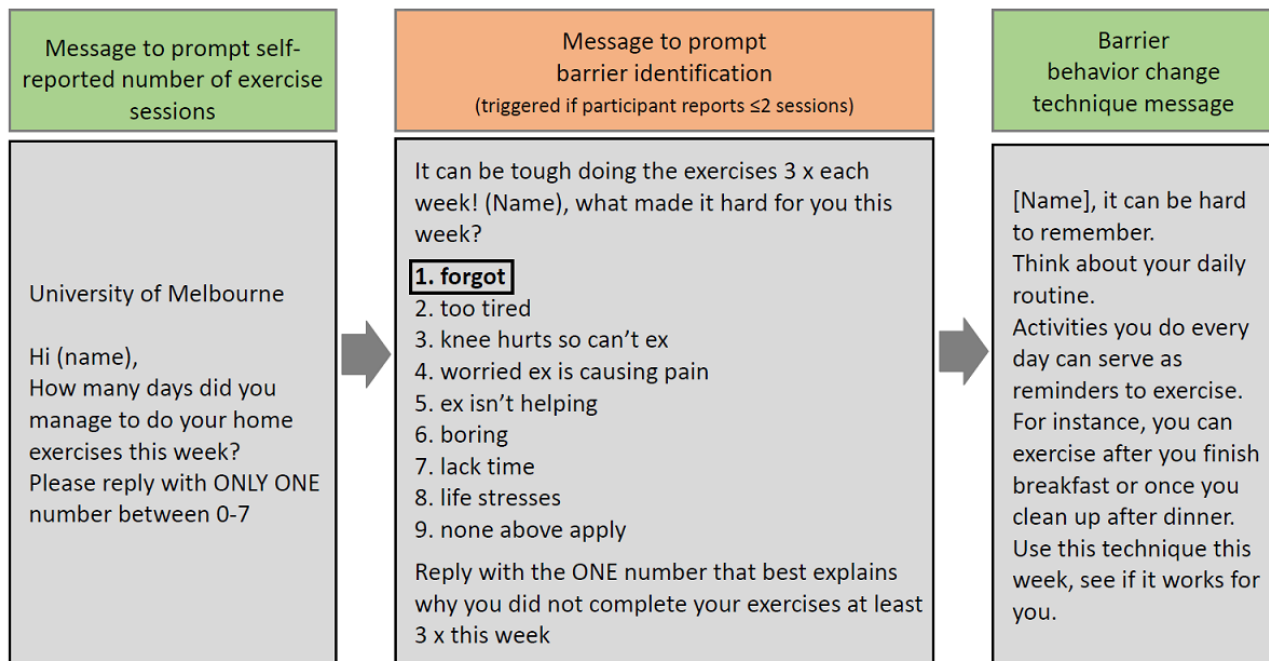 Message to prompt self-
reported number of exercise
sessions
University of Melbourne
Hi (name),
How many days did you
manage to do your home
exercises this week?
Please reply with ONLY ONE
number between 0-7
Message to prompt
barrier identification
(triggered if participant reports ≤2 sessions)
It can be tough doing the exercises 3 x each
week! (Name), what made it hard for you this
week?
1. forgot
2. too tired
3. knee hurts so can't ex
4. worried ex is causing pain
5. ex isn't helping
6. boring
7. lack time
8. life stresses
9. none above apply
Reply with the ONE number that best explains
why you did not complete your exercises at least
3 x this week
Barrier
behavior change
technique message
[Name], it can be hard
to remember.
Think about your daily
routine.
Activities you do every
day can serve as
reminders to exercise.
For instance, you can
exercise after you finish
breakfast or once you
clean up after dinner.
Use this technique this
week, see if it works for
you.